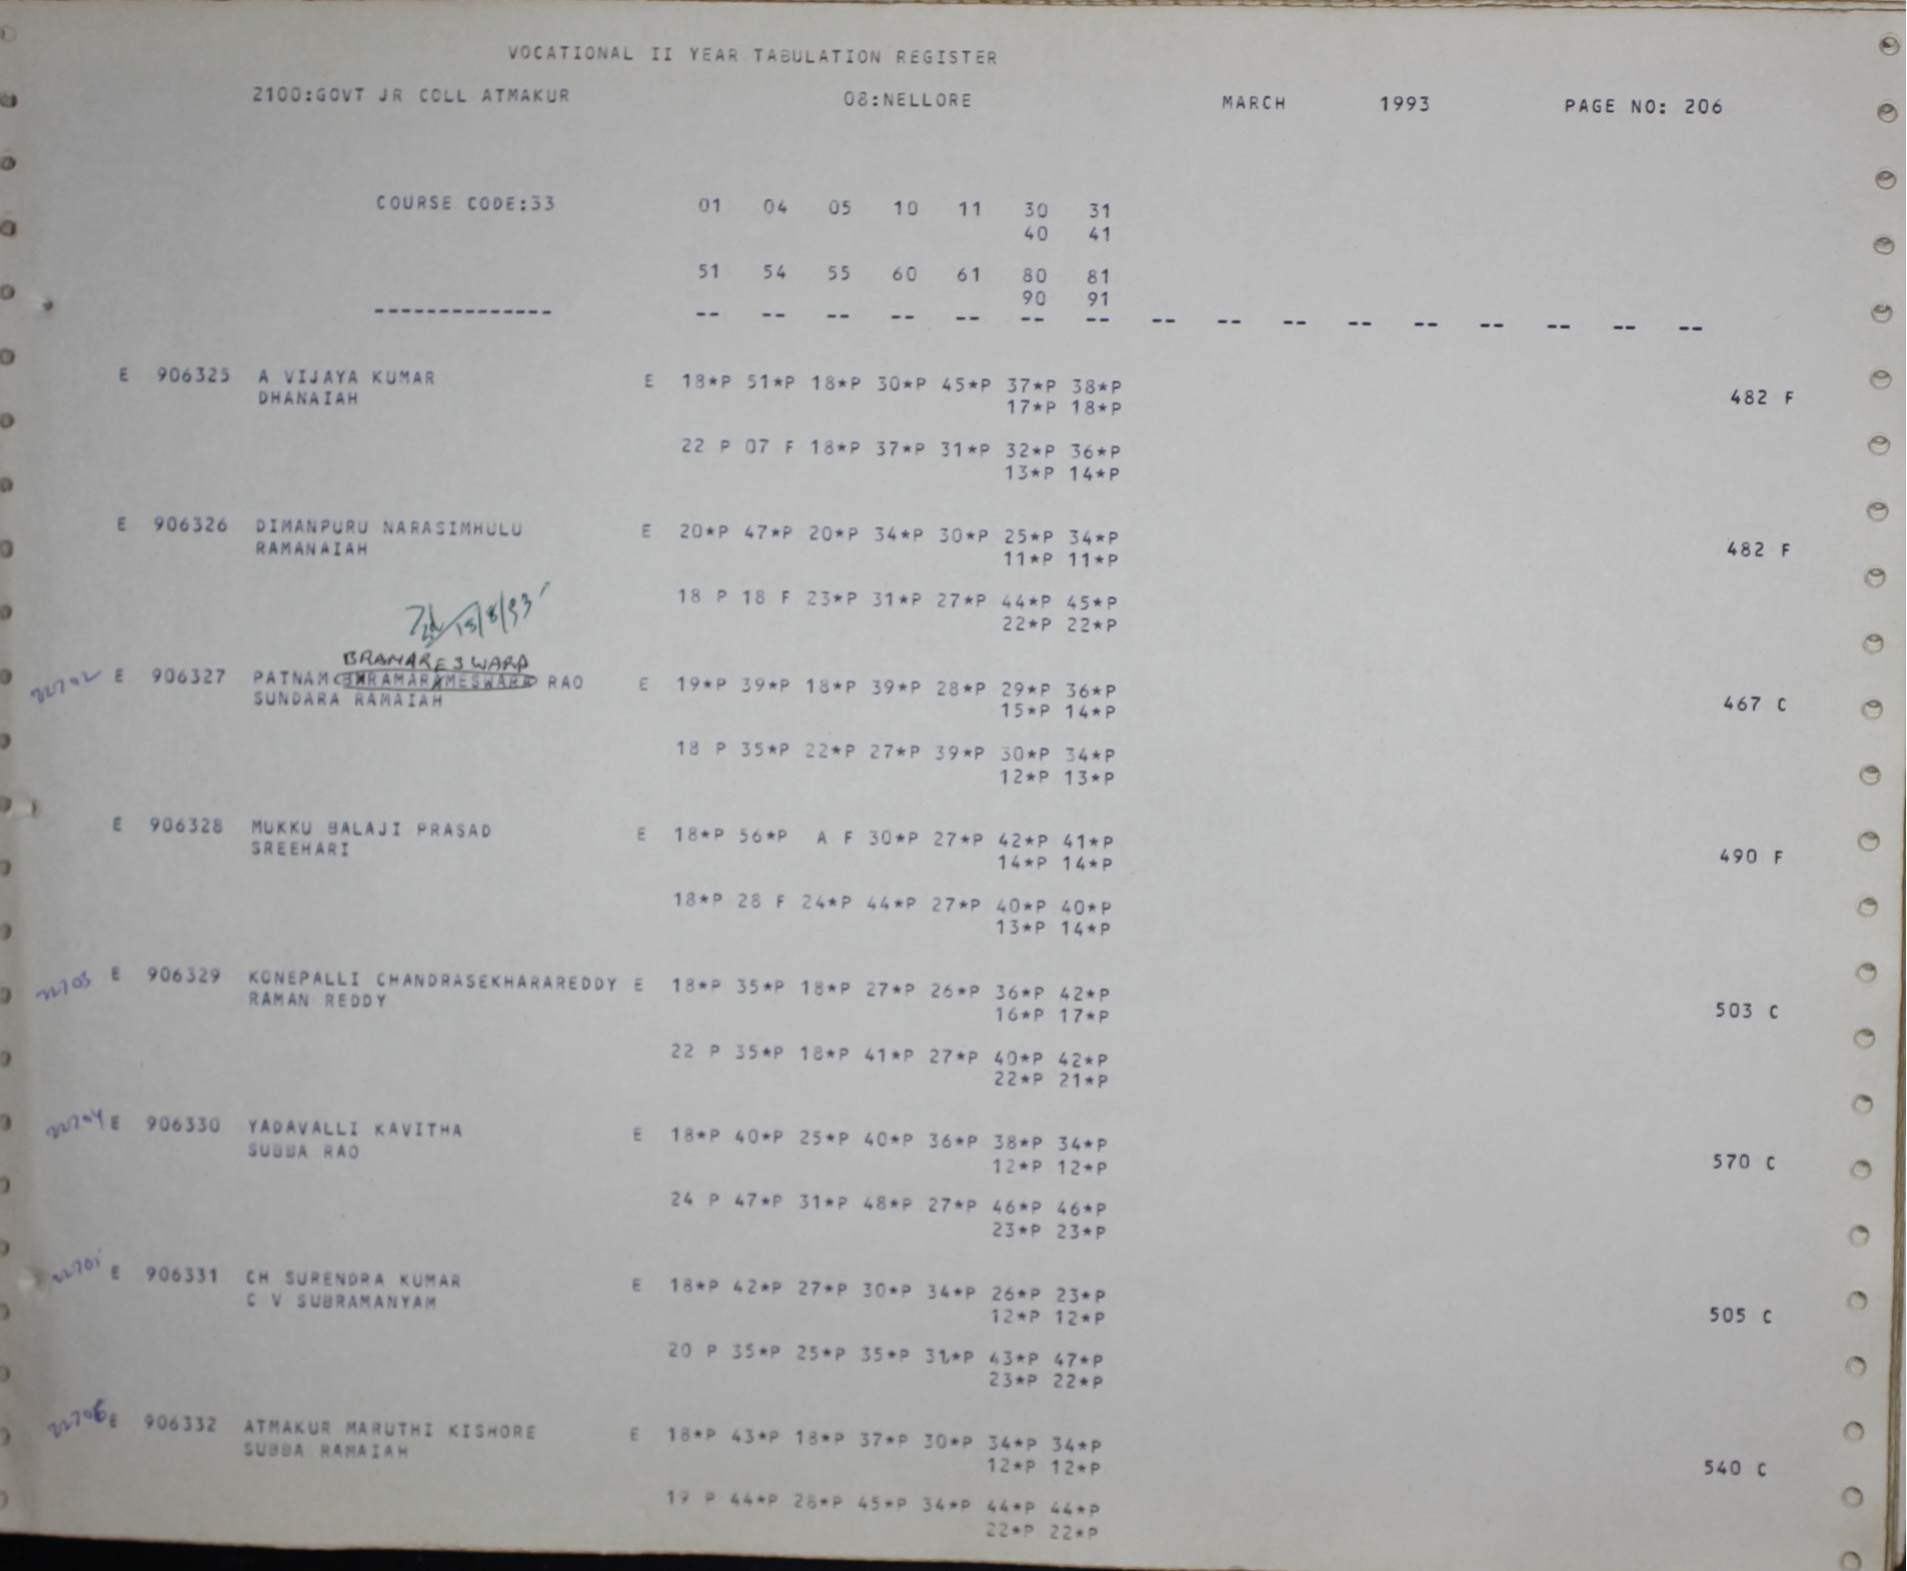 VOCATIONAL II YEAR TABULATION REGISTER
2100:GOVT JR COLL ATMAKUR 08:NELLORE MARCH 1993 PAGE NO: 206
COURSE CODE:33 01 04 05 10 11 30 31
40 41
51 54 55 60 61 80 81
90 91
-------------- -- -- -- -- -- -- -- -- -- -- -- -- -- -- -- --
E 906325 A VIJAYA KUMAR E 18*P 51*P 18*P 30*P 45*P 37*P 38*P
DHANAIAH 17*P 18*P 482 F
22 P 07 F 18*P 37*P 31*P 32*P 36*P
13*P 14*P
E 906326 DIMANPURU NARASIMHULU E 20*P 47*P 20*P 34*P 30*P 25*P 34*P
RAMANAIAH 11*P 11*P 482 F
18 P 18 F 23*P 31*P 27*P 44*P 45*P
22*P 22*P
18/8/93
BRAMARESWARA
22702 E 906327 PATNAM RAO E 19*P 39*P 18*P 39*P 28*P 29*P 36*P
SUNDARA RAMAIAH 15*P 14*P 467 C
18 P 35*P 22*P 27*P 39*P 30*P 34*P
12*P 13*P
E 906328 MUKKU BALAJI PRASAD E 18*P 56*P A F 30*P 27*P 42*P 41*P
SREEHARI 14*P 14*P 490 F
18*P 28 F 24*P 44*P 27*P 40*P 40*P
13*P 14*P
22703 E 906329 KONEPALLI CHANDRASEKHARAREDDY E 18*P 35*P 18*P 27*P 26*P 36*P 42*P
RAMAN REDDY 16*P 17*P 503 C
22 P 35*P 18*P 41*P 27*P 40*P 42*P
22*P 21*P
22704 E 906330 YADAVALLI KAVITHA E 18*P 40*P 25*P 40*P 36*P 38*P 34*P
SUBBA RAO 12*P 12*P 570 C
24 P 47*P 31*P 48*P 27*P 46*P 46*P
23*P 23*P
22705 E 906331 CH SURENDRA KUMAR E 18*P 42*P 27*P 30*P 34*P 26*P 23*P
C V SUBRAMANYAM 12*P 12*P 505 C
20 P 35*P 25*P 35*P 31*P 43*P 47*P
23*P 22*P
22706 E 906332 ATMAKUR MARUTHI KISHORE E 18*P 43*P 18*P 37*P 30*P 34*P 34*P
SUBBA RAMAIAH 12*P 12*P 540 C
19 P 44*P 28*P 45*P 34*P 44*P 44*P
22*P 22*P